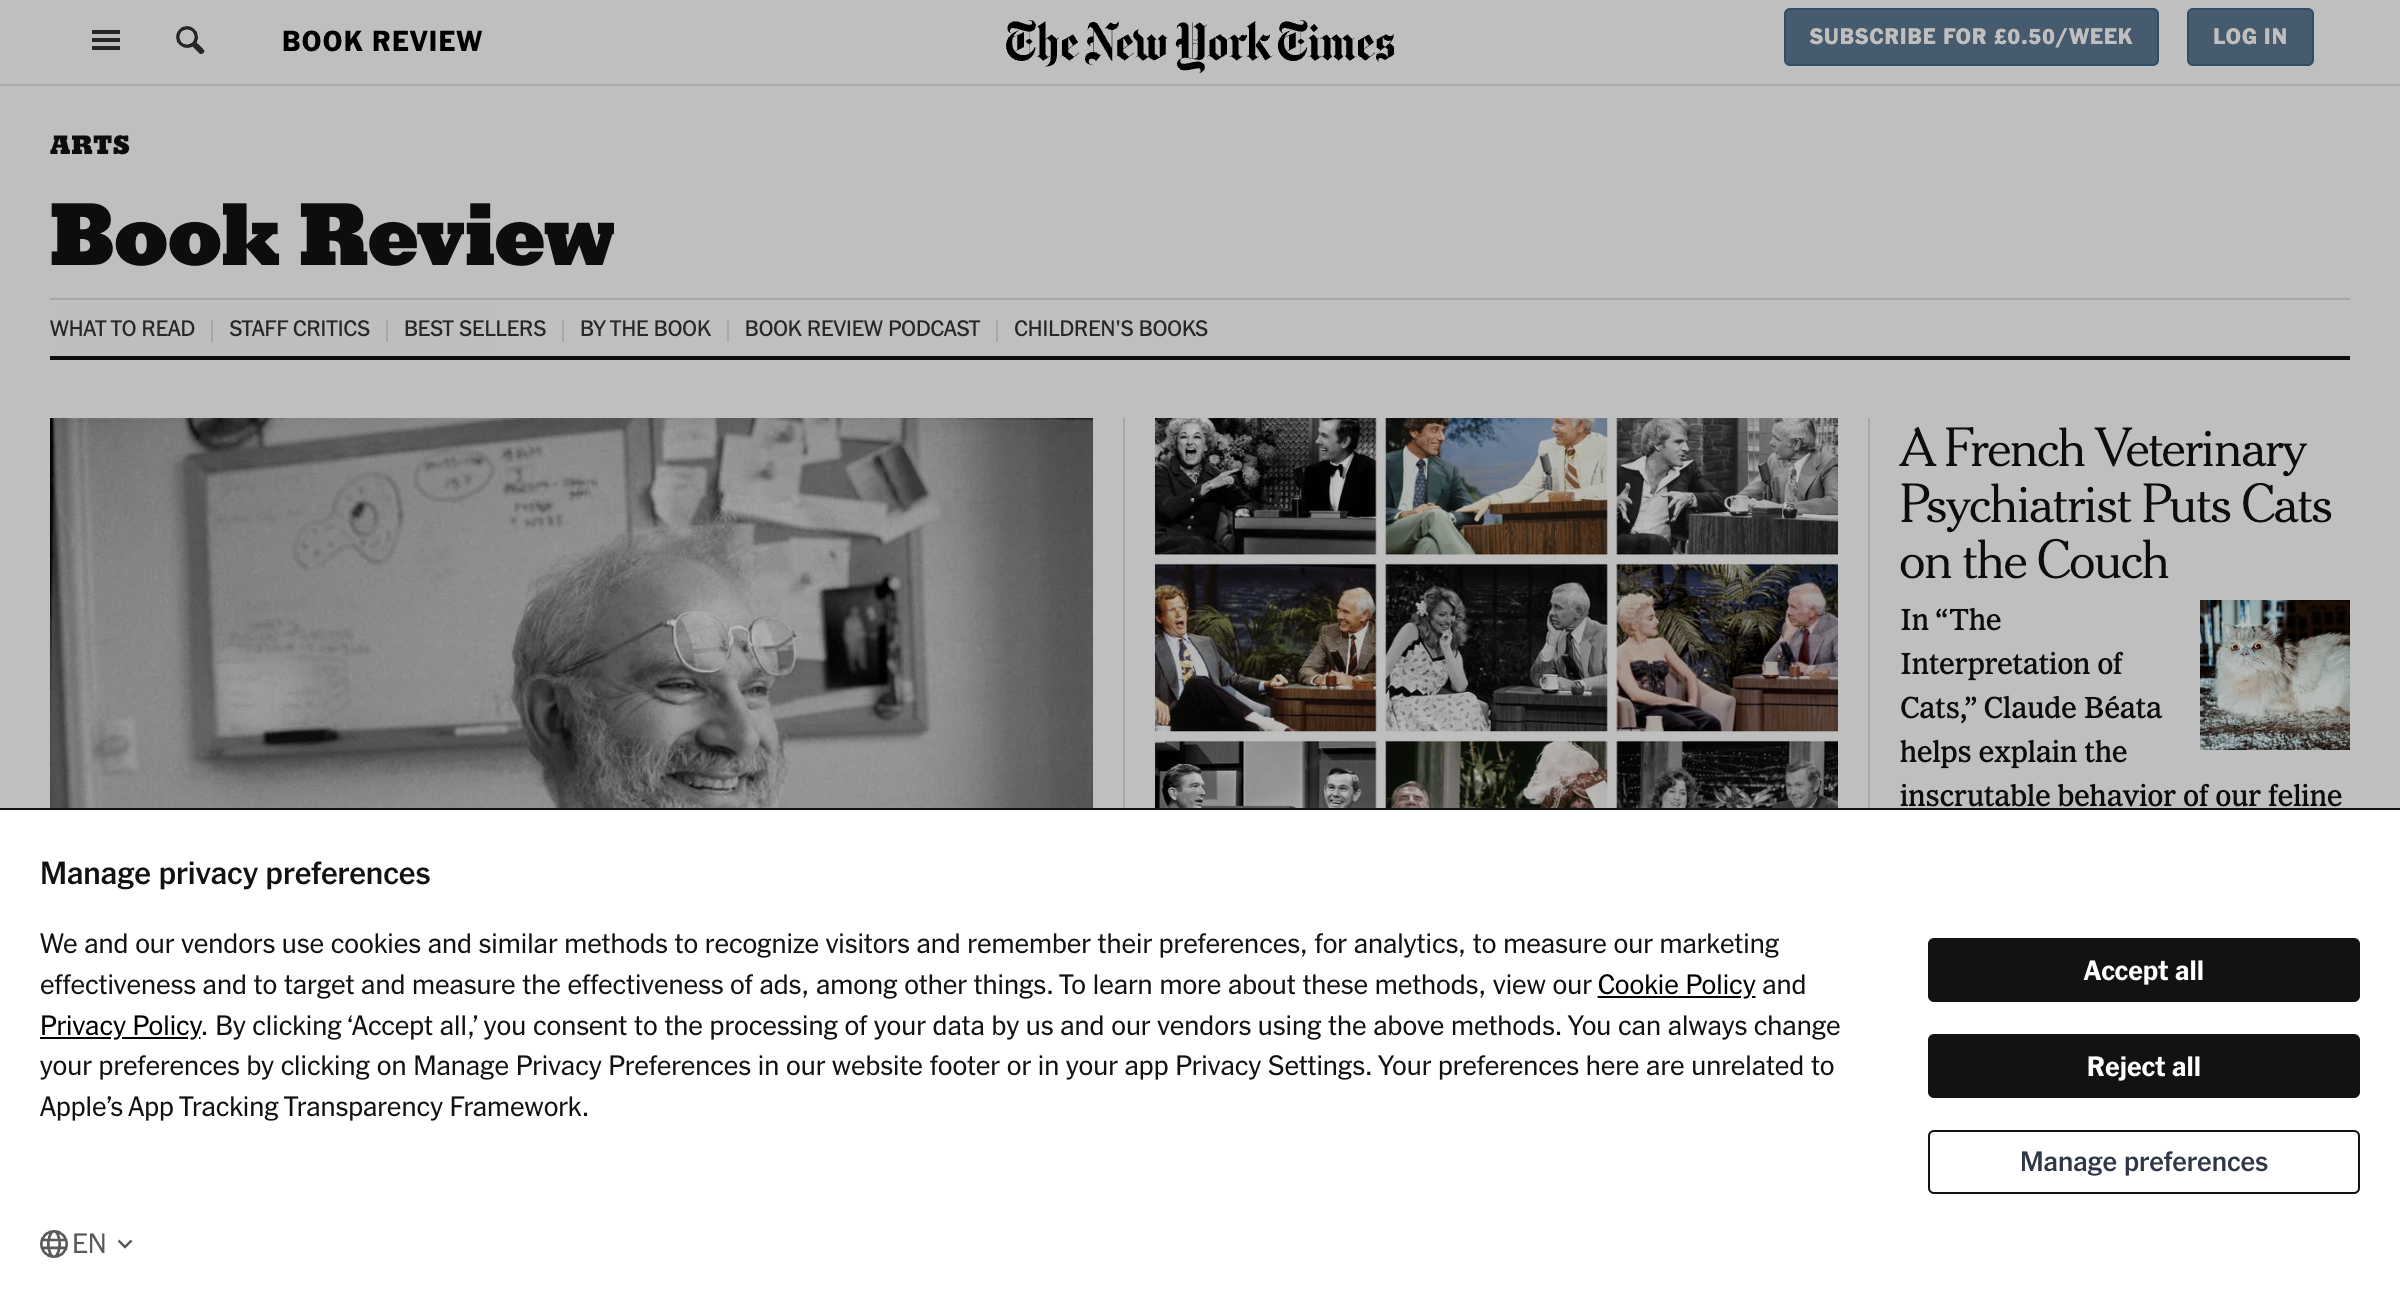 BOOK REVIEW
The New York Times
SUBSCRIBE FOR £0.50/WEEK
LOG IN
ARTS
Book Review
WHAT TO READ
STAFF CRITICS
BEST SELLERS
BY THE BOOK
BOOK REVIEW PODCAST
CHILDREN'S BOOKS
A French Veterinary
Psychiatrist Puts Cats
on the Couch
In “The
Interpretation of
Cats,” Claude Béata
helps explain the
inscrutable behavior of our feline
Manage privacy preferences
We and our vendors use cookies and similar methods to recognize visitors and remember their preferences, for analytics, to measure our marketing
effectiveness and to target and measure the effectiveness of ads, among other things. To learn more about these methods, view our Cookie Policy and
Privacy Policy. By clicking ‘Accept all,’ you consent to the processing of your data by us and our vendors using the above methods. You can always change
your preferences by clicking on Manage Privacy Preferences in our website footer or in your app Privacy Settings. Your preferences here are unrelated to
Apple’s App Tracking Transparency Framework.
Accept all
Reject all
Manage preferences
EN